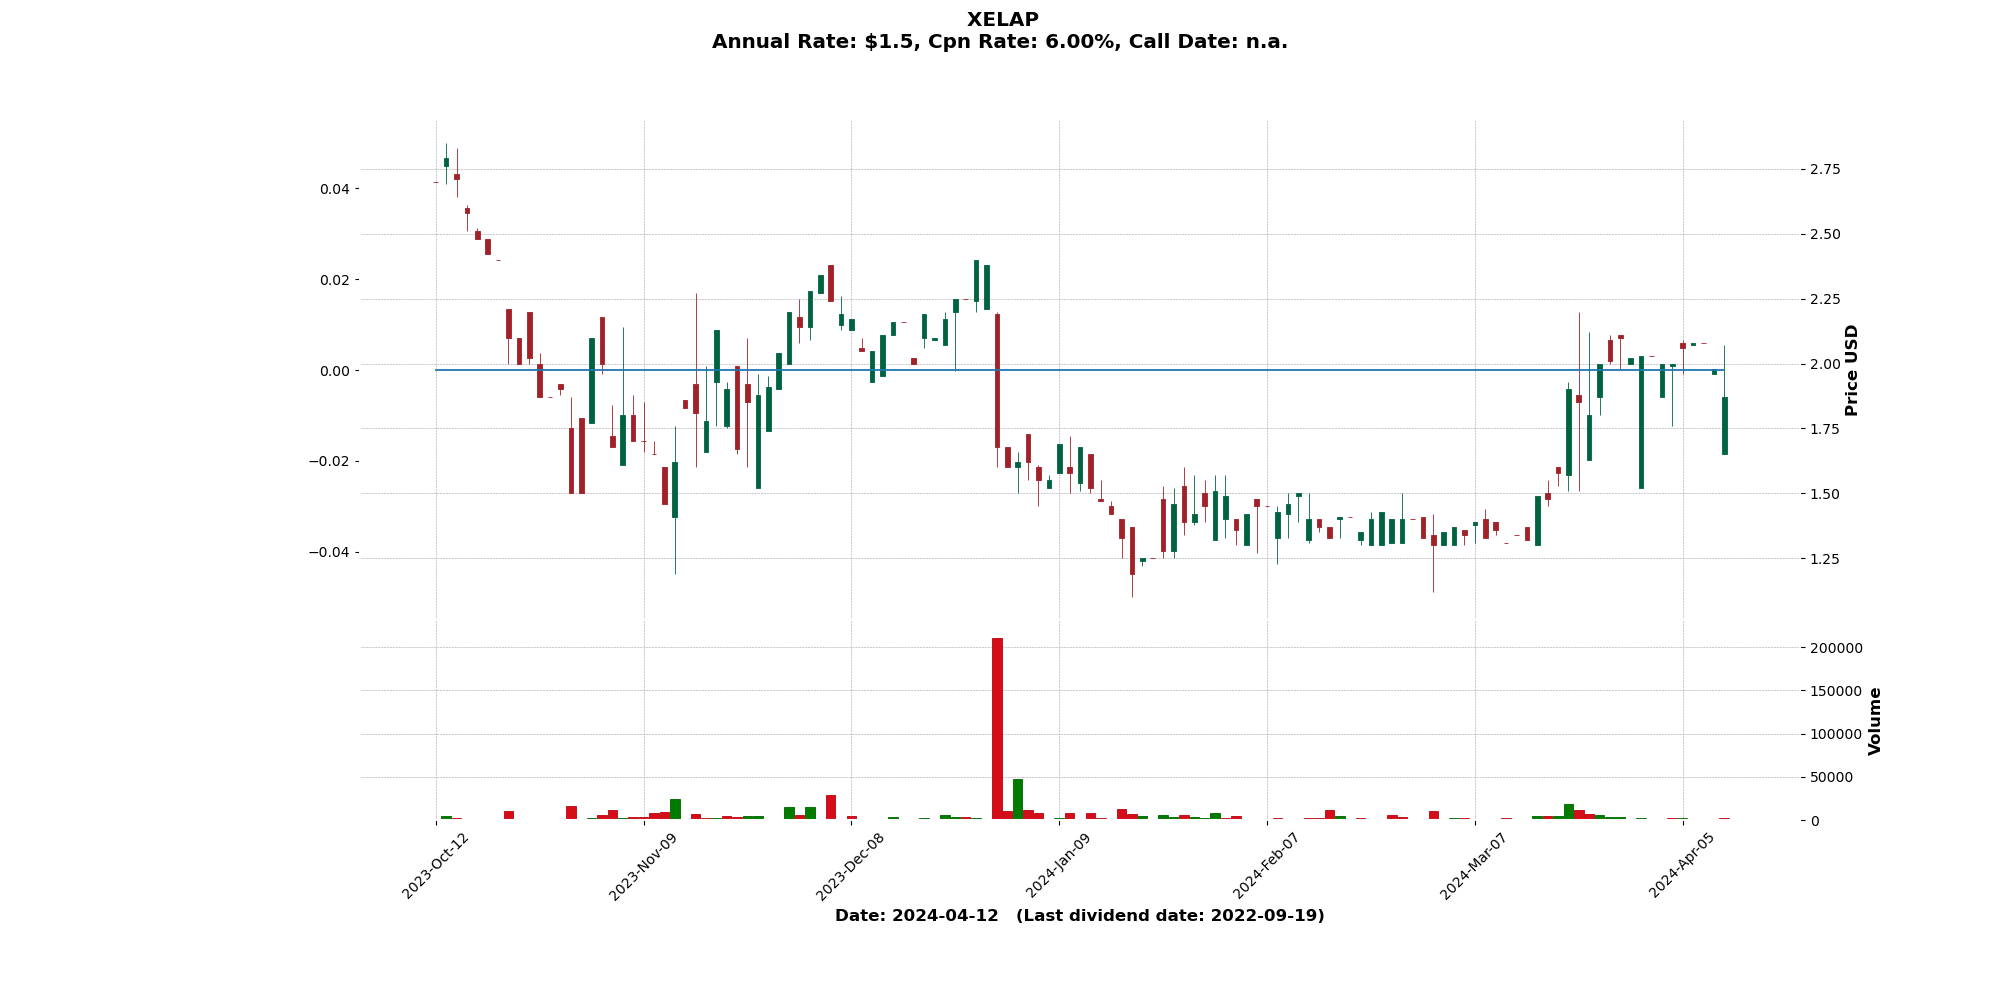 XELAP
Annual Rate: $1.5, Cpn Rate: 6.00%, Call Date: n.a.
0.04
0.02
0.00
−0.02
−0.04
2.75
2.50
2.25
2.00
1.75
1.50
1.25
Price USD
200000
150000
100000
50000
0
Volume
2023-Oct-12
2023-Nov-09
2023-Dec-08
2024-Jan-09
2024-Feb-07
2024-Mar-07
2024-Apr-05
Date: 2024-04-12   (Last dividend date: 2022-09-19)